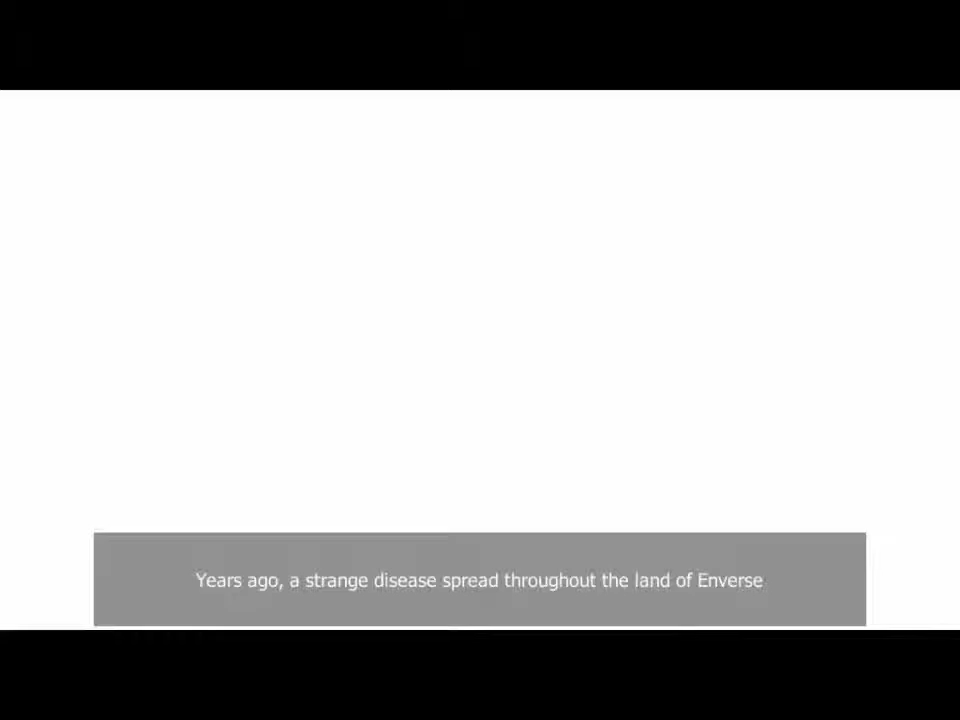 Years ago, a strange disease spread throughout the land of Enverse